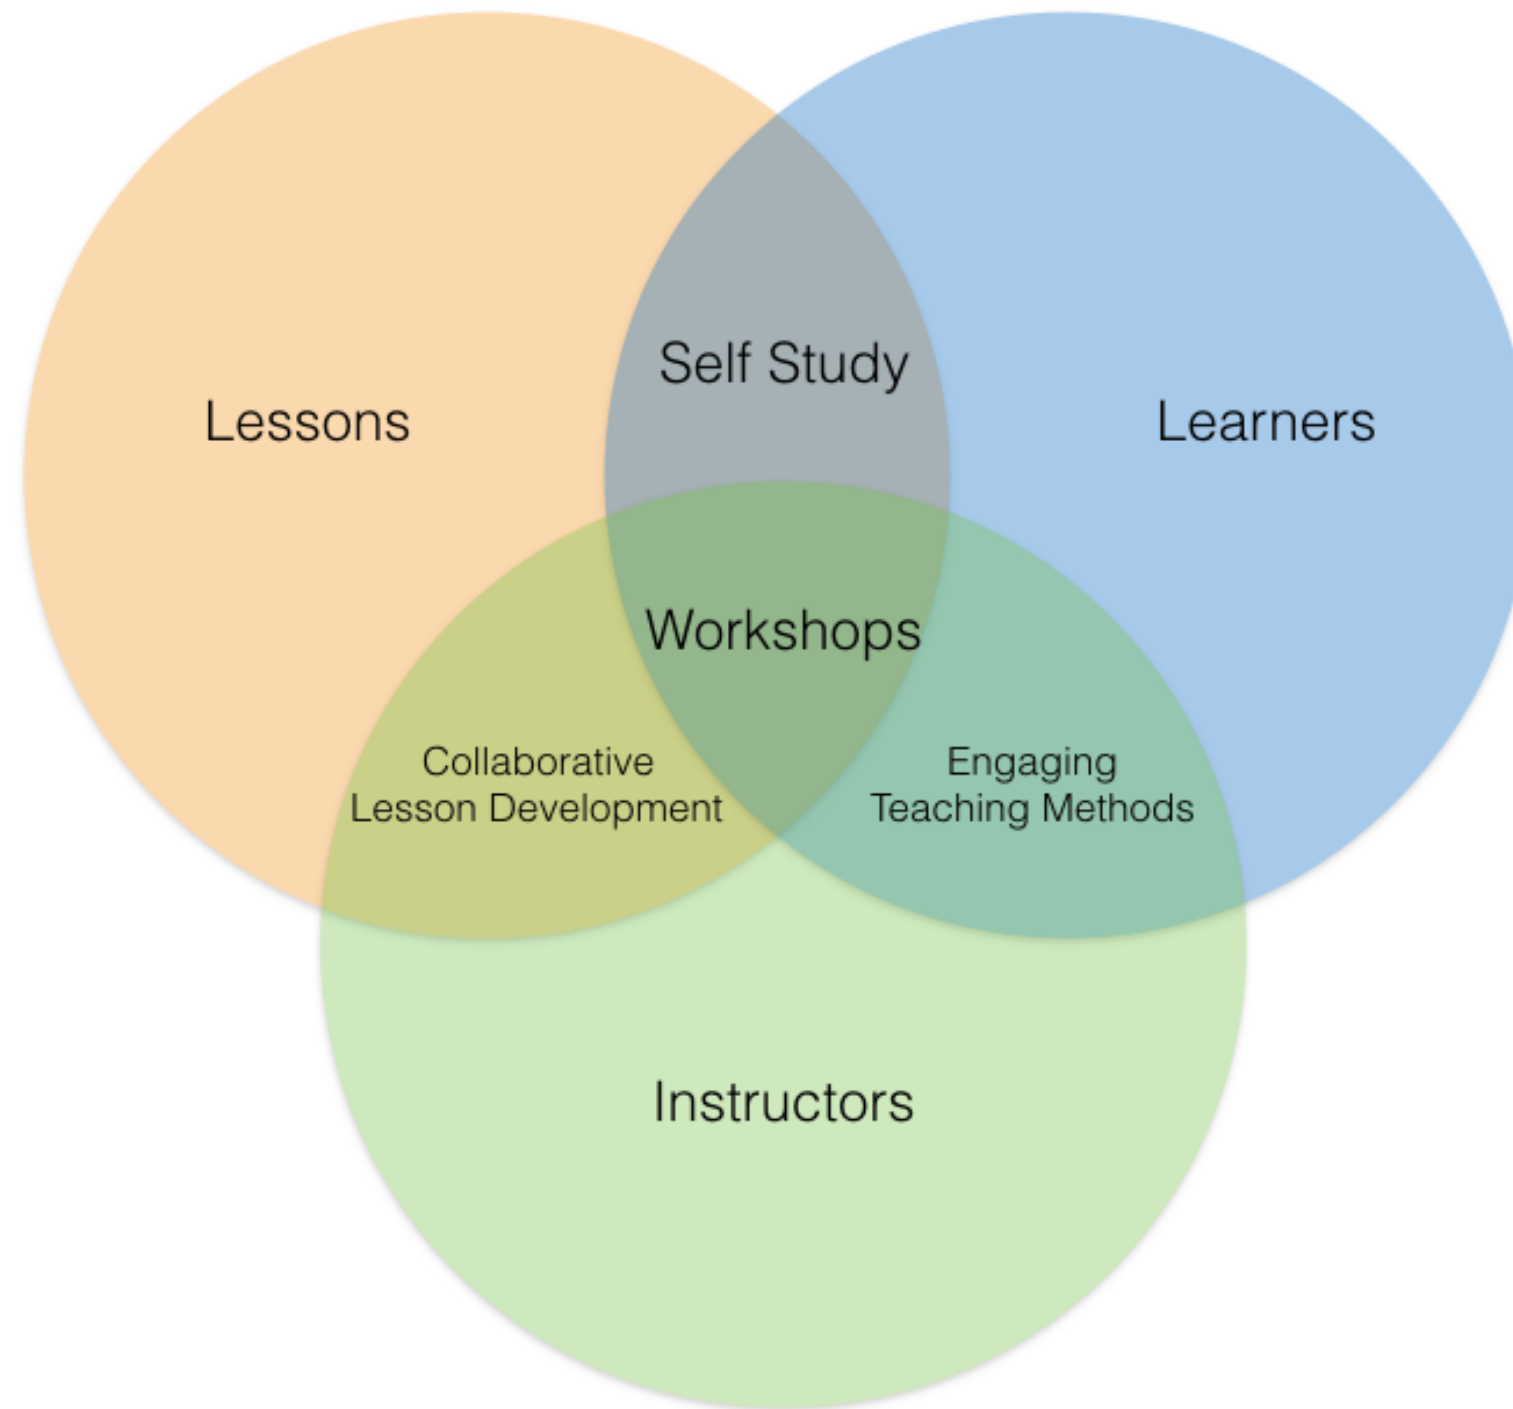 Self Study
Lessons
Learners
Workshops
Collaborative
Lesson Development
Engaging
Teaching Methods
Instructors